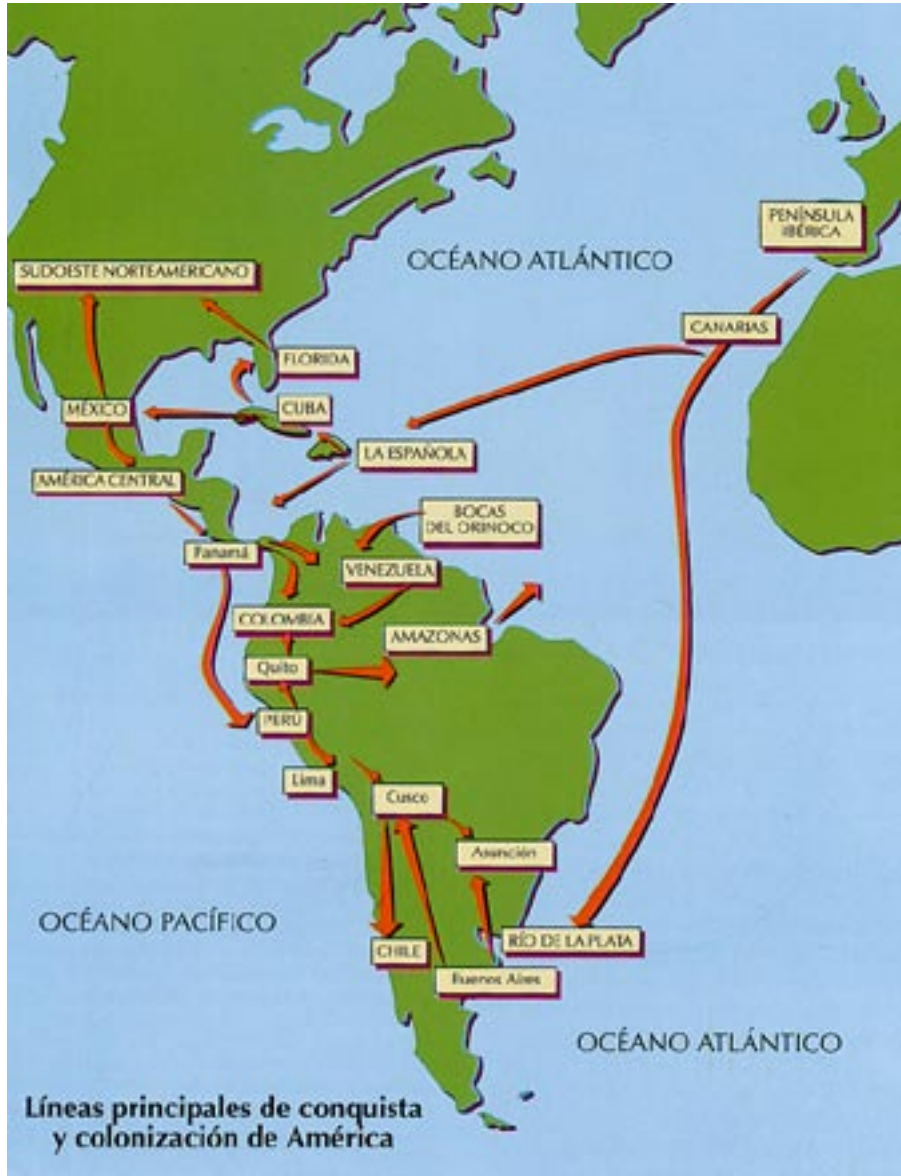 PENÍNSULA
IBÉRICA
OCÉANO ATLÁNTICO
SUDOESTE NORTEAMERICANO
CANARIAS
FLORIDA
MÉXICO
CUBA
LA ESPAÑOLA
AMÉRICA CENTRAL
BOCAS
DEL ORINOCO
Panamá
VENEZUELA
COLOMBIA
AMAZONAS
Quito
PERÚ
Lima
Cusco
Asunción
OCÉANO PACÍFICO
CHILE
RÍO DE LA PLATA
Buenos Aires
OCÉANO ATLÁNTICO
Líneas principales de conquista
y colonización de América